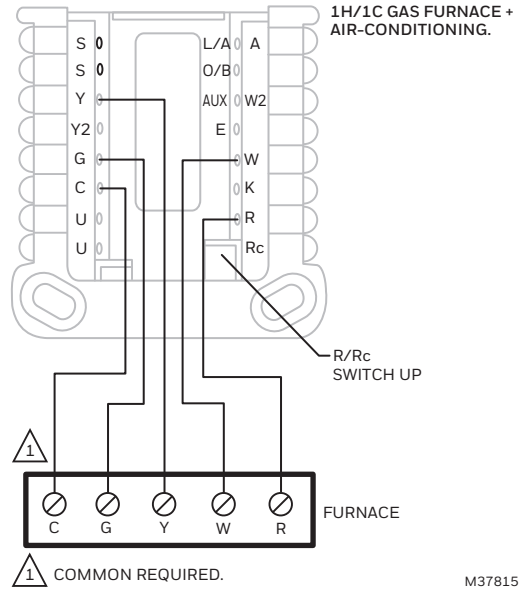 1H/1C GAS FURNACE +
AIR-CONDITIONING.
S L/A A
S O/B
Y AUX W2
Y2 E
G W
C K
U R
U Rc
R/Rc
SWITCH UP
1
C G Y W R
FURNACE
1 COMMON REQUIRED.
M37815